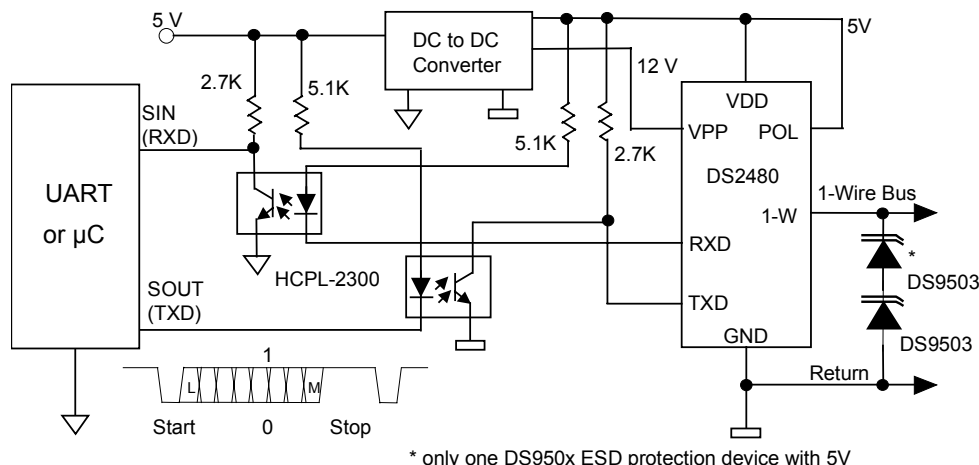 5 V
DC to DC
Converter
5V
12 V
2.7K
5.1K
SIN
(RXD)
5.1K
2.7K
VDD
VPP
POL
DS2480
1-Wire Bus
1-W
UART
or µC
RXD
*
DS9503
HCPL-2300
SOUT
(TXD)
TXD
GND
DS9503
1
L
M
Return
Start
0
Stop
* only one DS950x ESD protection device with 5V